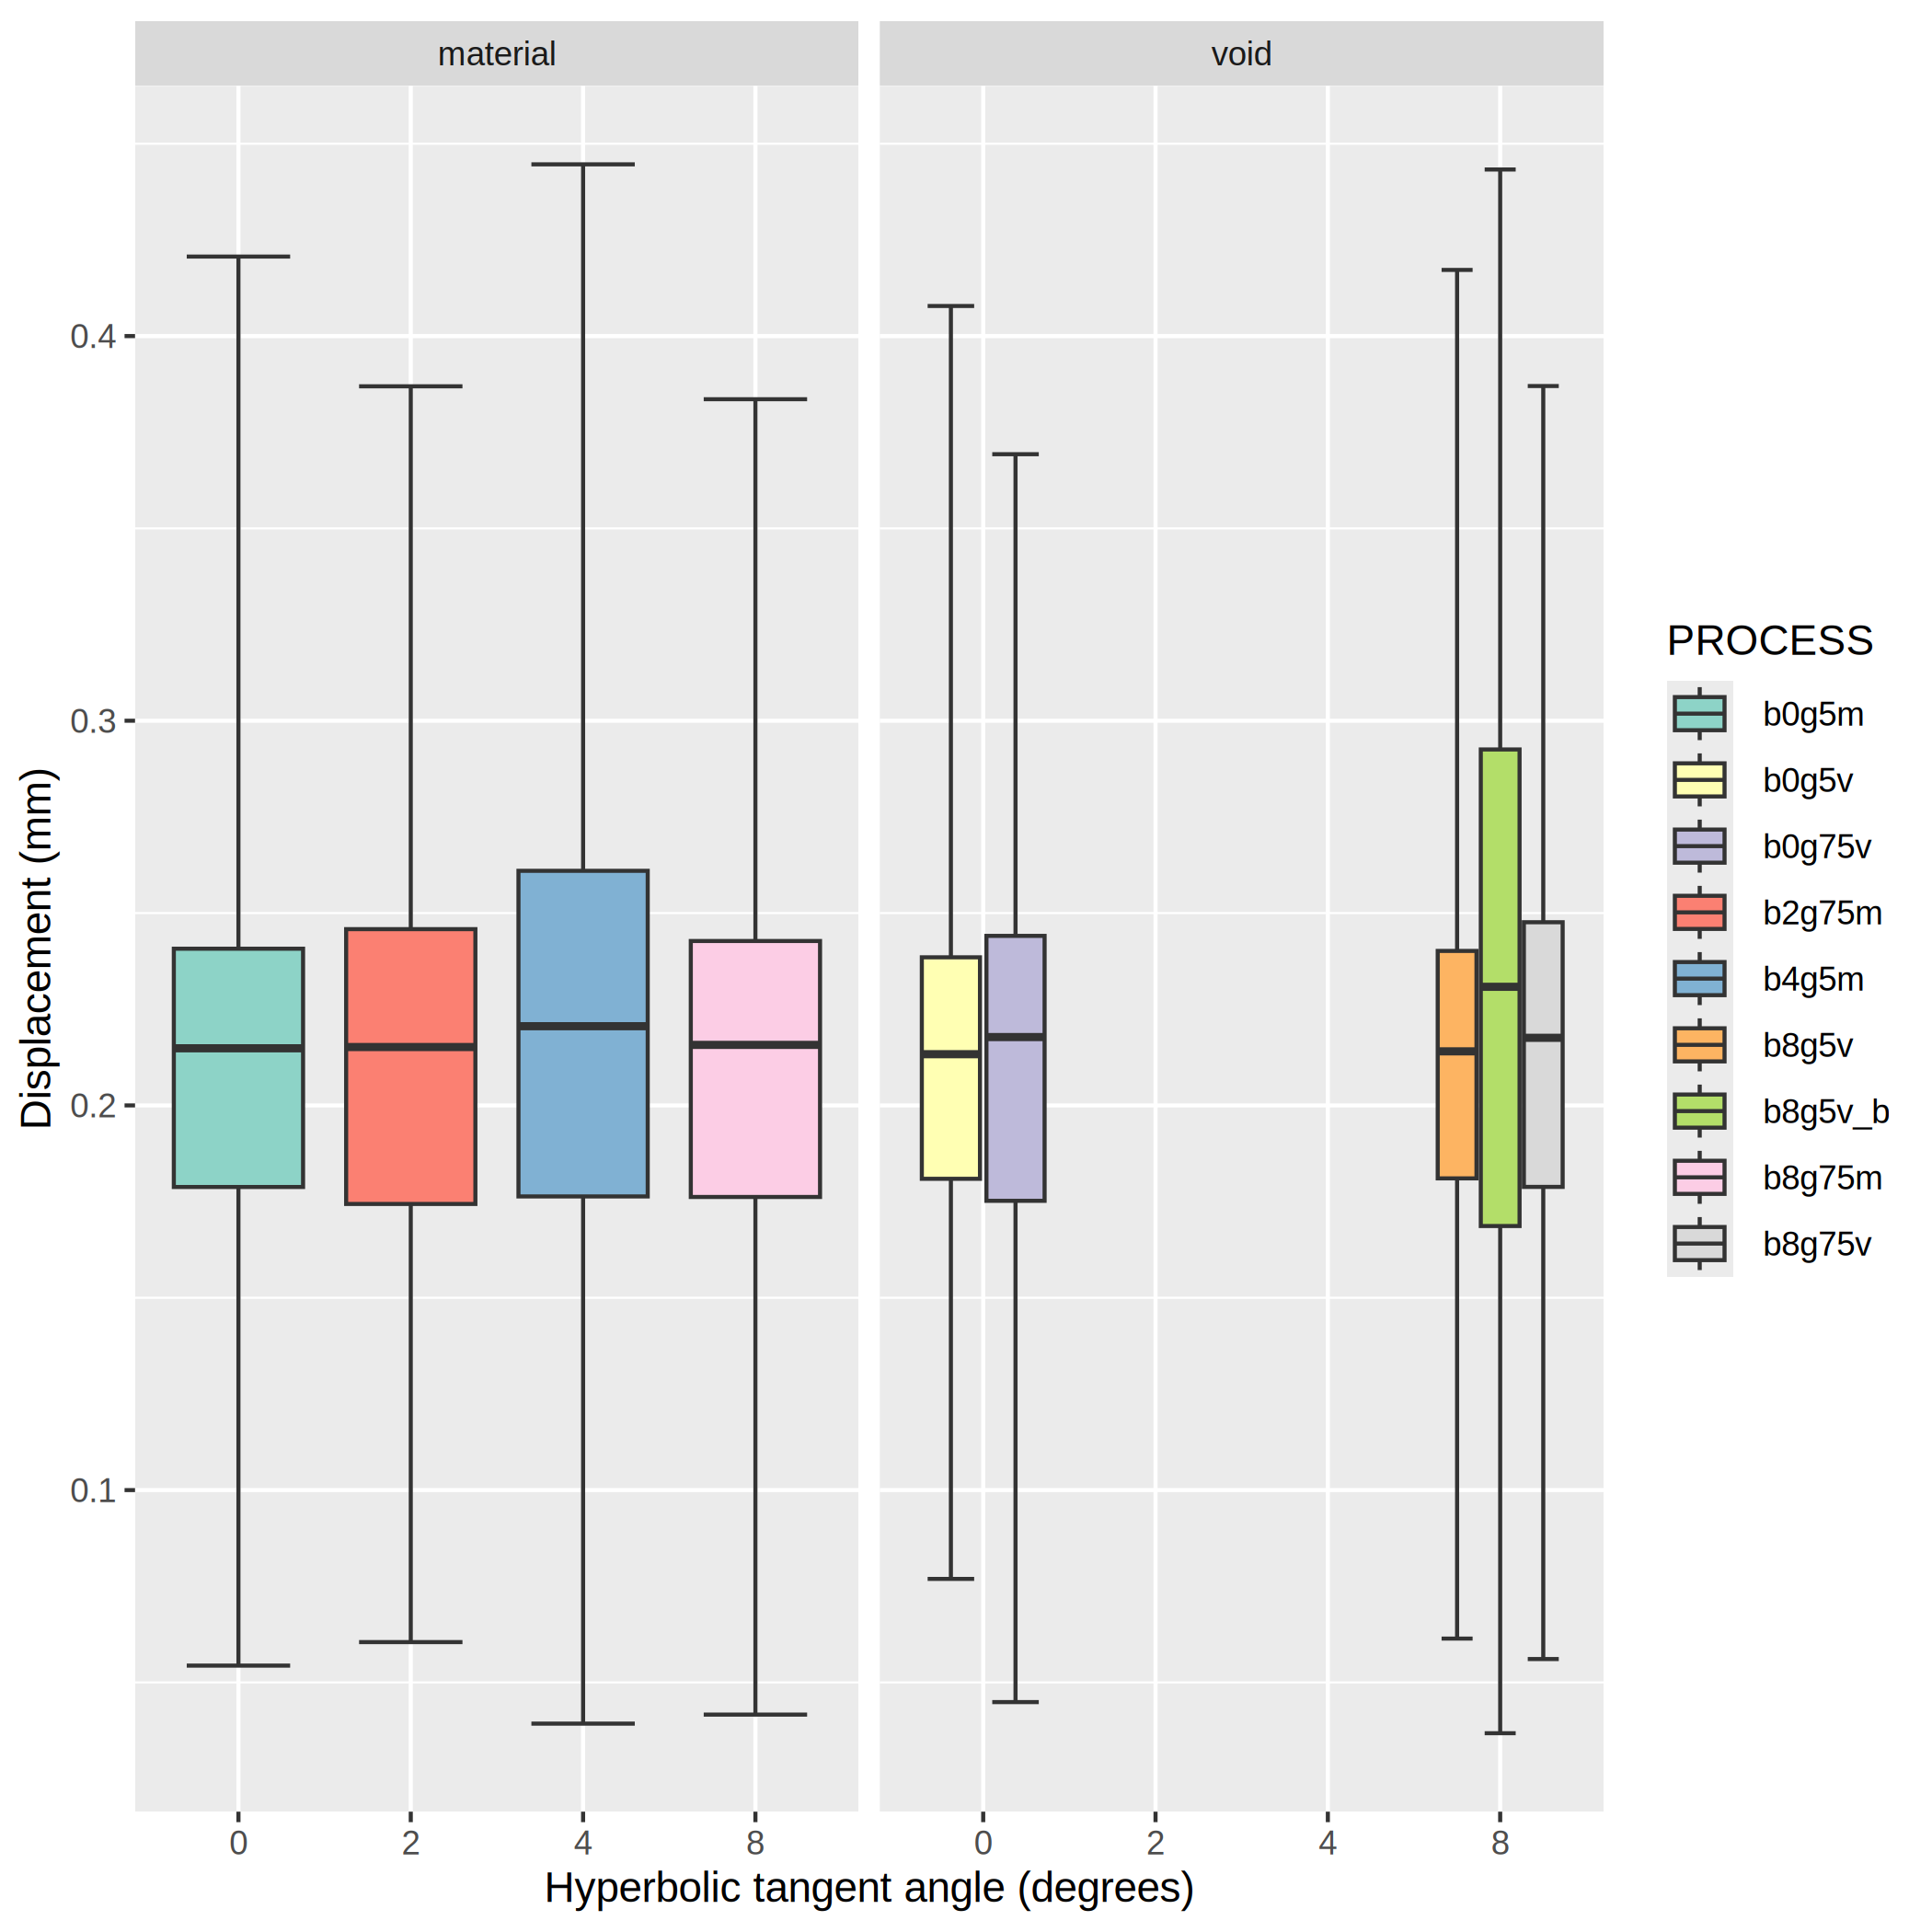 material
void
0.4
0.3
0.2
0.1
Displacement (mm)
0 2 4 8
0 2 4 8
Hyperbolic tangent angle (degrees)
PROCESS
b0g5m
b0g5v
b0g75v
b2g75m
b4g5m
b8g5v
b8g5v_b
b8g75m
b8g75v